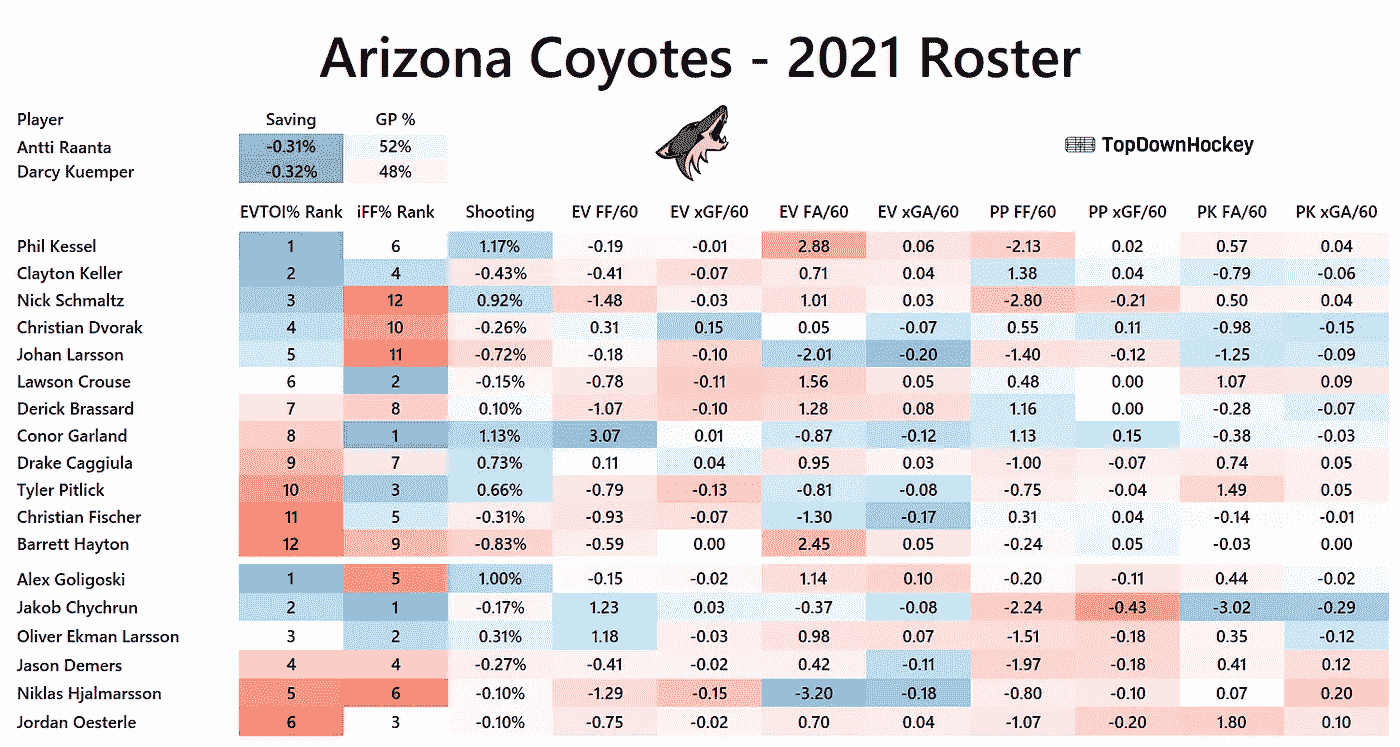 Arizona Coyotes - 2021 Roster
Player Saving GP %
Antti Raanta -0.31% 52%
Darcy Kuemper -0.32% 48%
TopDownHockey
EVTOI% Rank iFF% Rank Shooting EV FF/60 EV xGF/60 EV FA/60 EV xGA/60 PP FF/60 PP xGF/60 PK FA/60 PK xGA/60
Phil Kessel 1 6 1.17% -0.19 -0.01 2.88 0.06 -2.13 0.02 0.57 0.04
Clayton Keller 2 4 -0.43% -0.41 -0.07 0.71 0.04 1.38 0.04 -0.79 -0.06
Nick Schmaltz 3 12 0.92% -1.48 -0.03 1.01 0.03 -2.80 -0.21 0.50 0.04
Christian Dvorak 4 10 -0.26% 0.31 0.15 0.05 -0.07 0.55 0.11 -0.98 -0.15
Johan Larsson 5 11 -0.72% -0.18 -0.10 -2.01 -0.20 -1.40 -0.12 -1.25 -0.09
Lawson Crouse 6 2 -0.15% -0.78 -0.11 1.56 0.05 0.48 0.00 1.07 0.09
Derick Brassard 7 8 0.10% -1.07 -0.10 1.28 0.08 1.16 0.00 -0.28 -0.07
Conor Garland 8 1 1.13% 3.07 0.01 -0.87 -0.12 1.13 0.15 -0.38 -0.03
Drake Caggiula 9 7 0.73% 0.11 0.04 0.95 0.03 -1.00 -0.07 0.74 0.05
Tyler Pitlick 10 3 0.66% -0.79 -0.13 -0.81 -0.08 -0.75 -0.04 1.49 0.05
Christian Fischer 11 5 -0.31% -0.93 -0.07 -1.30 -0.17 0.31 0.04 -0.14 -0.01
Barrett Hayton 12 9 -0.83% -0.59 0.00 2.45 0.05 -0.24 0.05 -0.03 0.00
Alex Goligoski 1 5 1.00% -0.15 -0.02 1.14 0.10 -0.20 -0.11 0.44 -0.02
Jakob Chychrun 2 1 -0.17% 1.23 0.03 -0.37 -0.08 -2.24 -0.43 -3.02 -0.29
Oliver Ekman Larsson 3 2 0.31% 1.18 -0.03 0.98 0.07 -1.51 -0.18 0.35 -0.12
Jason Demers 4 4 -0.27% -0.41 -0.02 0.42 -0.11 -1.97 -0.18 0.41 0.12
Niklas Hjalmarsson 5 6 -0.10% -1.29 -0.15 -3.20 -0.18 -0.80 -0.10 0.07 0.20
Jordan Oesterle 6 3 -0.10% -0.75 -0.02 0.70 0.04 -1.07 -0.20 1.80 0.10